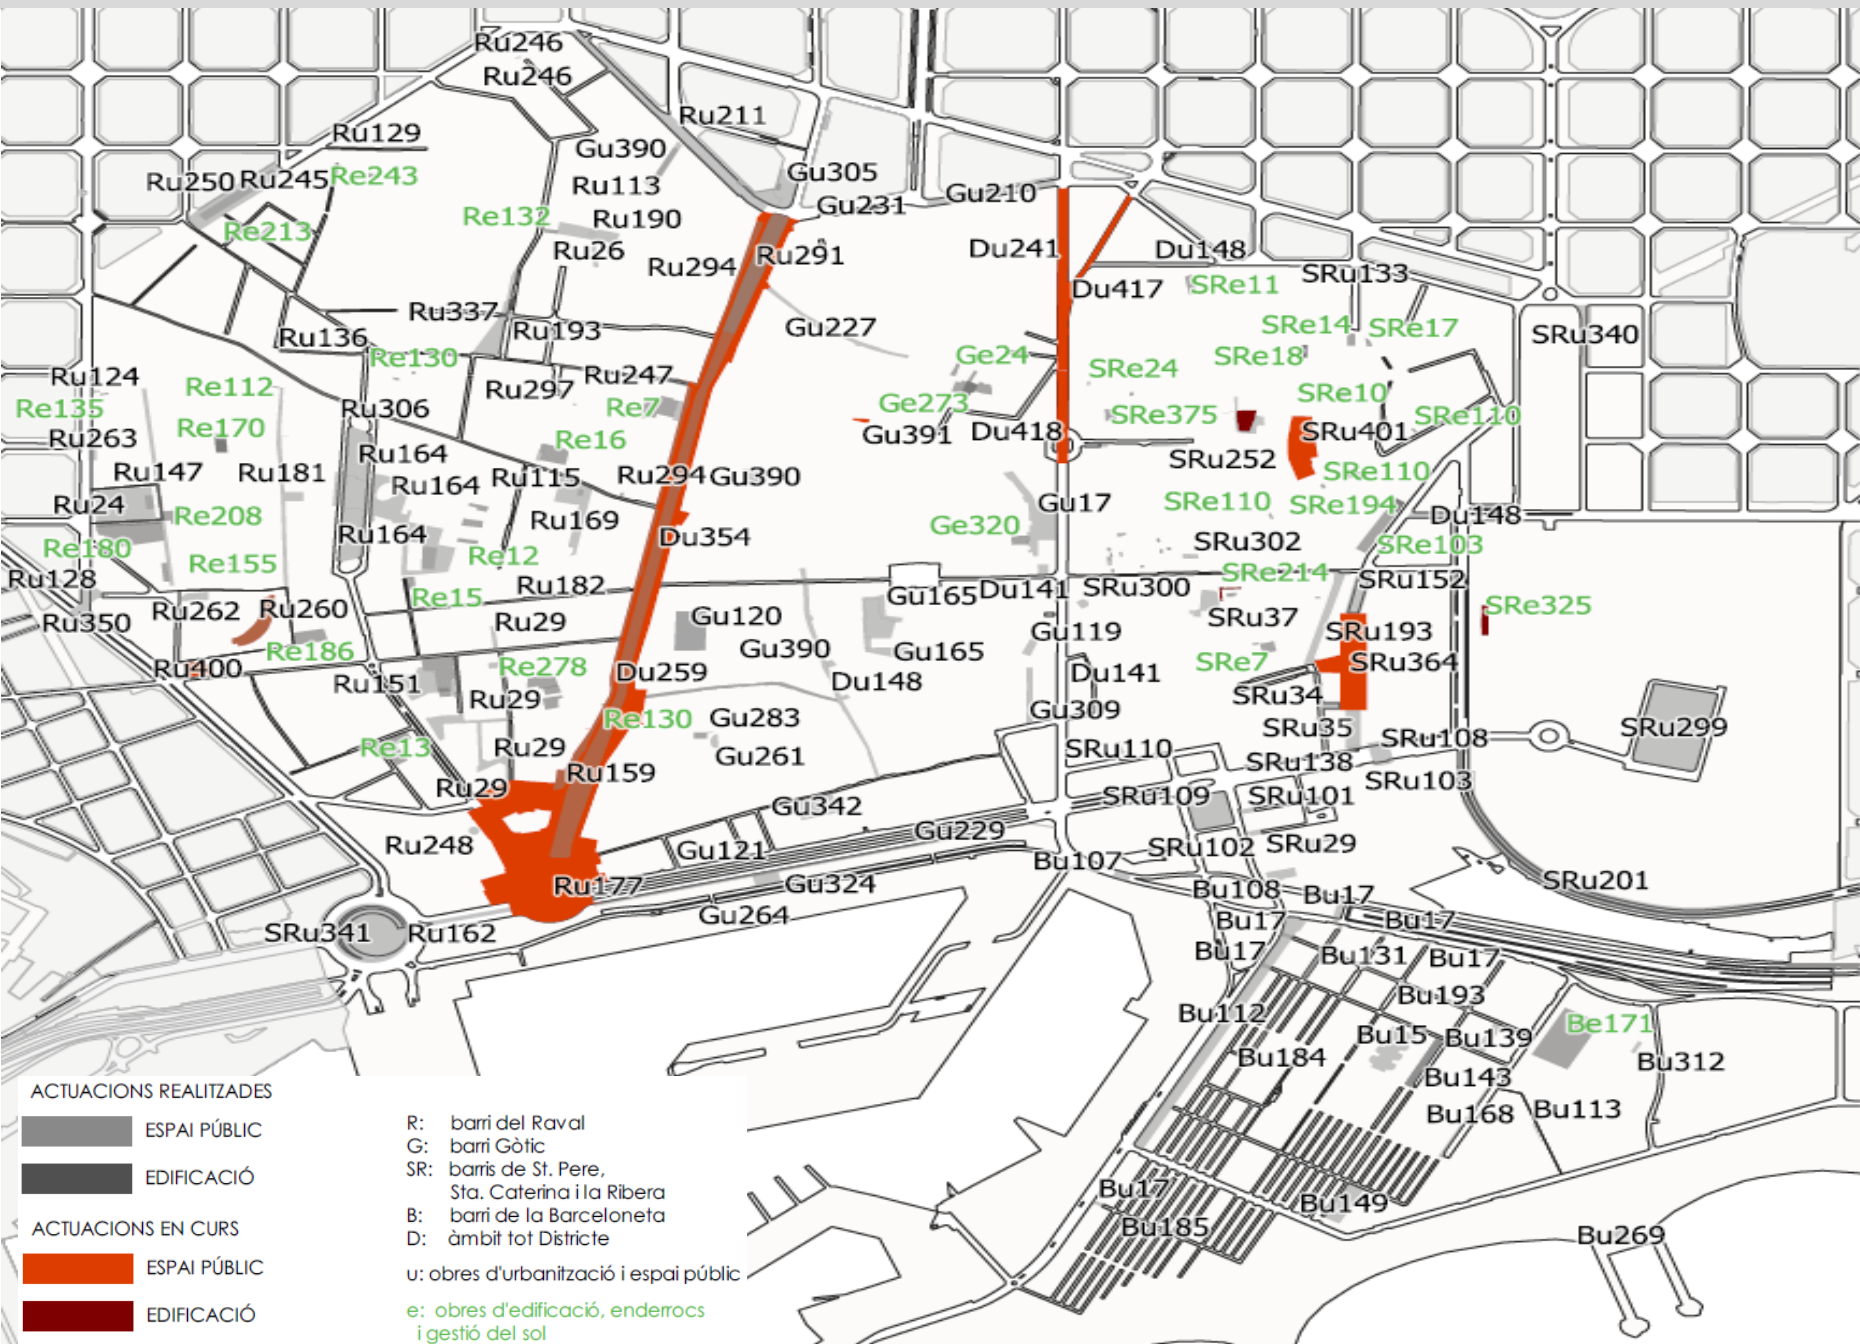 Ru246
Ru246
Ru211
Ru129
Gu390
Gu305
Ru250 Ru245 Re243
Ru113
Gu210
Re132 Ru190 Gu231
Re213
Ru26 Ru291 Du241 Du148
Ru294 SRu133
Du417 SRe11
Ru337 Ru193 Gu227 SRe14 SRe17 SRu340
Ru136
Re130 Ge24 SRe18
Ru124 Ru297 Ru247 SRe24
Re112 SRe10
Re135 Ru306 Re7 Ge273 SRe375 SRe110
Re170 Gu391 Du418 SRu401
Ru263 Re16
Ru164 SRu252
Ru147 Ru181 Ru164 Ru115 Ru294 Gu390 SRe110
Ru24 Gu17 SRe110 SRe194
Re208 Ru169 Du148
Ru164 Ge320
Re180 Du354 SRu302 SRe103
Re155 Re12
Ru128 SRe214 SRu152
Ru182 Gu165 Du141 SRu300
Ru262 Ru260 Re15 SRe325
Ru350 Ru29 Gu120 SRu37
Gu119 SRu193
Re186 Gu390 Gu165
Ru400 Re278 Du259 SRe7 SRu364
Ru151 Du148 Du141
Ru29 SRu34
Re130 Gu283 Gu309
SRu35 SRu299
Re13 Ru29 Gu261 SRu110 SRu108
Ru159 SRu138
Ru29 SRu103
Gu342 SRu109 SRu101
Gu229
Ru248 Gu121 SRu102 SRu29
Bu107
Ru177 Gu324 Bu108 Bu17 SRu201
Gu264 Bu17 Bu17
SRu341 Ru162
Bu17 Bu131 Bu17
Bu193
Bu112
Be171
Bu15 Bu139
Bu184 Bu312
Bu143
Bu168 Bu113
Bu17 Bu149
Bu185
Bu269
ACTUACIONS REALITZADES
ESPAI PÚBLIC
EDIFICACIÓ
ACTUACIONS EN CURS
ESPAI PÚBLIC
EDIFICACIÓ
R: barri del Raval
G: barri Gòtic
SR: barris de St. Pere,
Sta. Caterina i la Ribera
B: barri de la Barceloneta
D: àmbit tot Districte
u: obres d'urbanització i espai públic
e: obres d'edificació, enderrocs
i gestió del sol